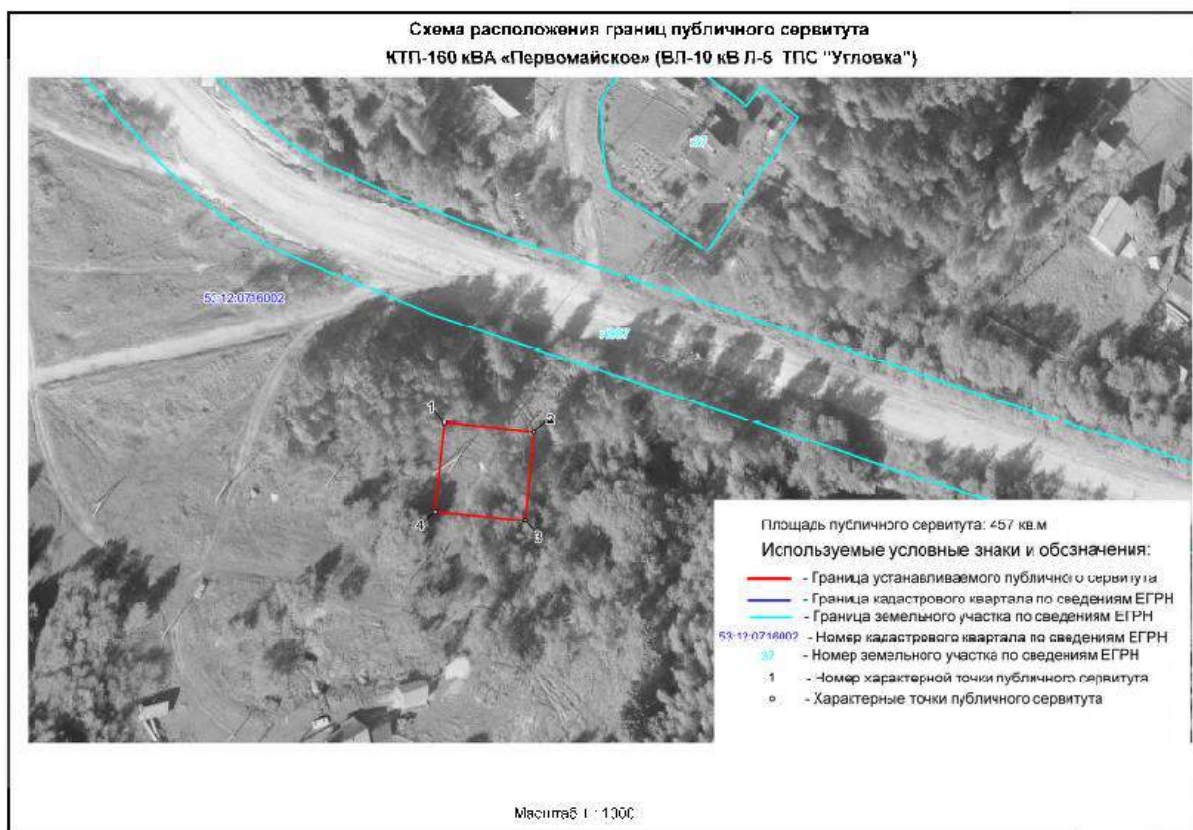 Схема расположения границ публичного сервитута
КТП-160 кВА «Первомайское» (ВЛ-10 кВ Л-5 ТПС "Угловка")
:37
53:12:0716002
1
2
4
3
Площадь публичного сервитута: 457 кв.м
Используемые условные знаки и обозначения:
- Граница устанавливаемого публичного сервитута
- Граница кадастрового квартала по сведениям ЕГРН
- Граница земельного участка по сведениям ЕГРН
53:12:0716002 - Номер кадастрового квартала по сведениям ЕГРН
:37 - Номер земельного участка по сведениям ЕГРН
1 - Номер характерной точки публичного сервитута
- Характерные точки публичного сервитута
Масштаб 1 : 1000